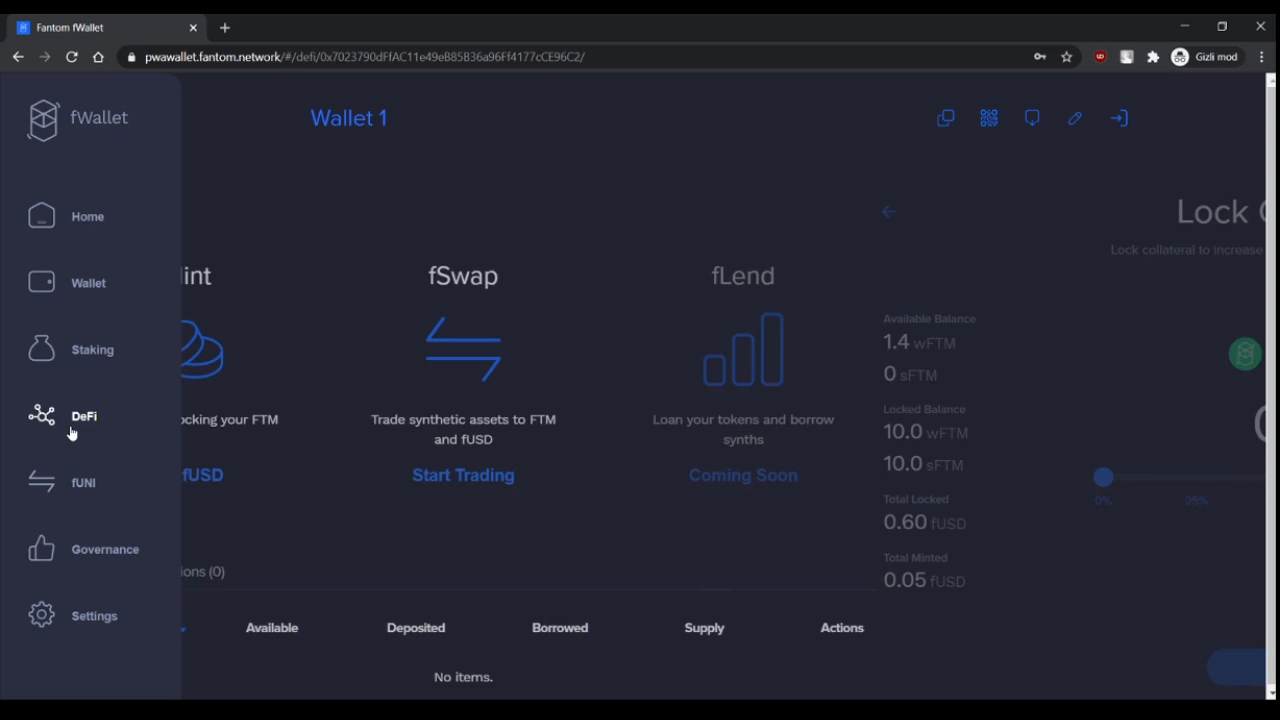 Fantom fWallet
pwawallet.fantom.network/#/defi/0x7023790dFfAC11e49eB85B36a96Ff4177cCE96C2/
Gizli mod
fWallet
Wallet 1
Home
Wallet
Staking
DeFi
fUNI
Governance
Settings
int
ocking your FTM
fUSD
fSwap
Trade synthetic assets to FTM
and fUSD
Start Trading
fLend
Loan your tokens and borrow
synths
Coming Soon
ions (0)
Available Deposited Borrowed Supply Actions
No items.
Lock
Lock collateral to increase
Available Balance
1.4 wFTM
0 sFTM
Locked Balance
10.0 wFTM
10.0 sFTM
Total Locked
0.60 fUSD
Total Minted
0.05 fUSD
0% 25%